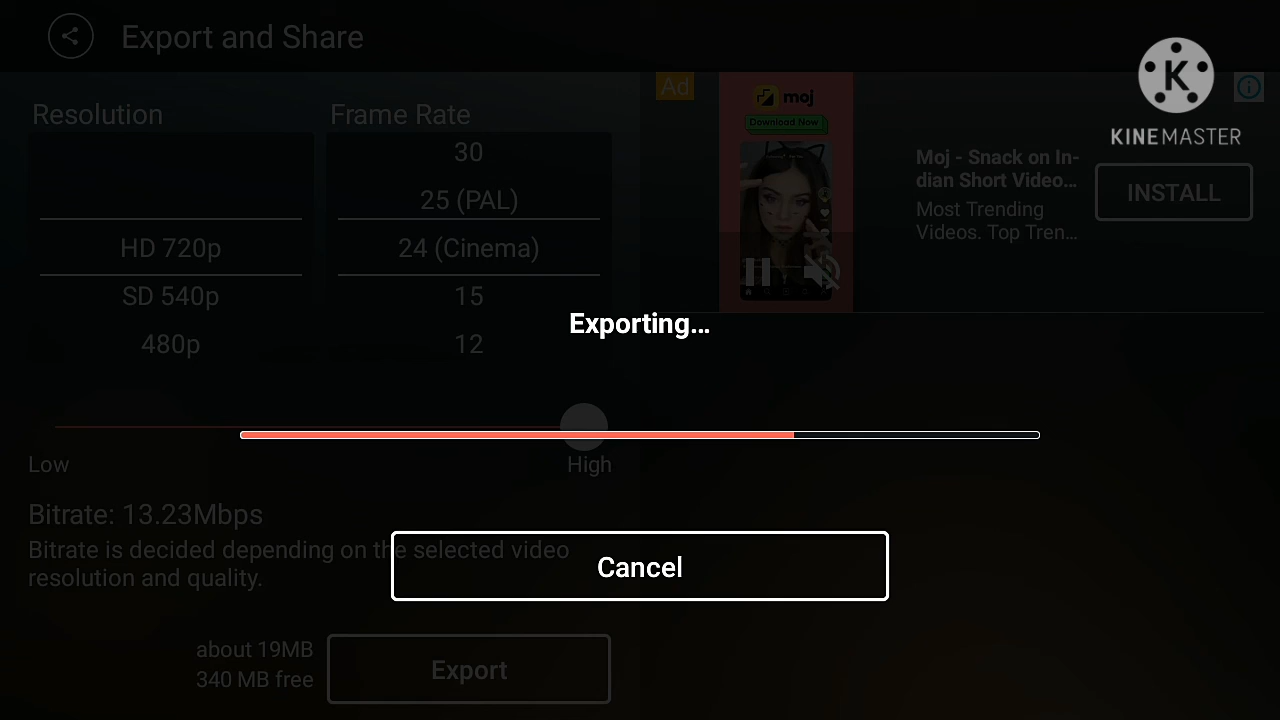 Export and Share
Resolution
HD 720p
SD 540p
480p
Frame Rate
30
25 (PAL)
24 (Cinema)
15
12
Ad
moj
Download Now
Moj - Snack on In-
dian Short Video...
Most Trending
Videos. Top Tren...
INSTALL
K
KINEMASTER
Exporting...
Low
High
Bitrate: 13.23Mbps
Bitrate is decided depending on the selected video
resolution and quality.
Cancel
about 19MB
340 MB free
Export